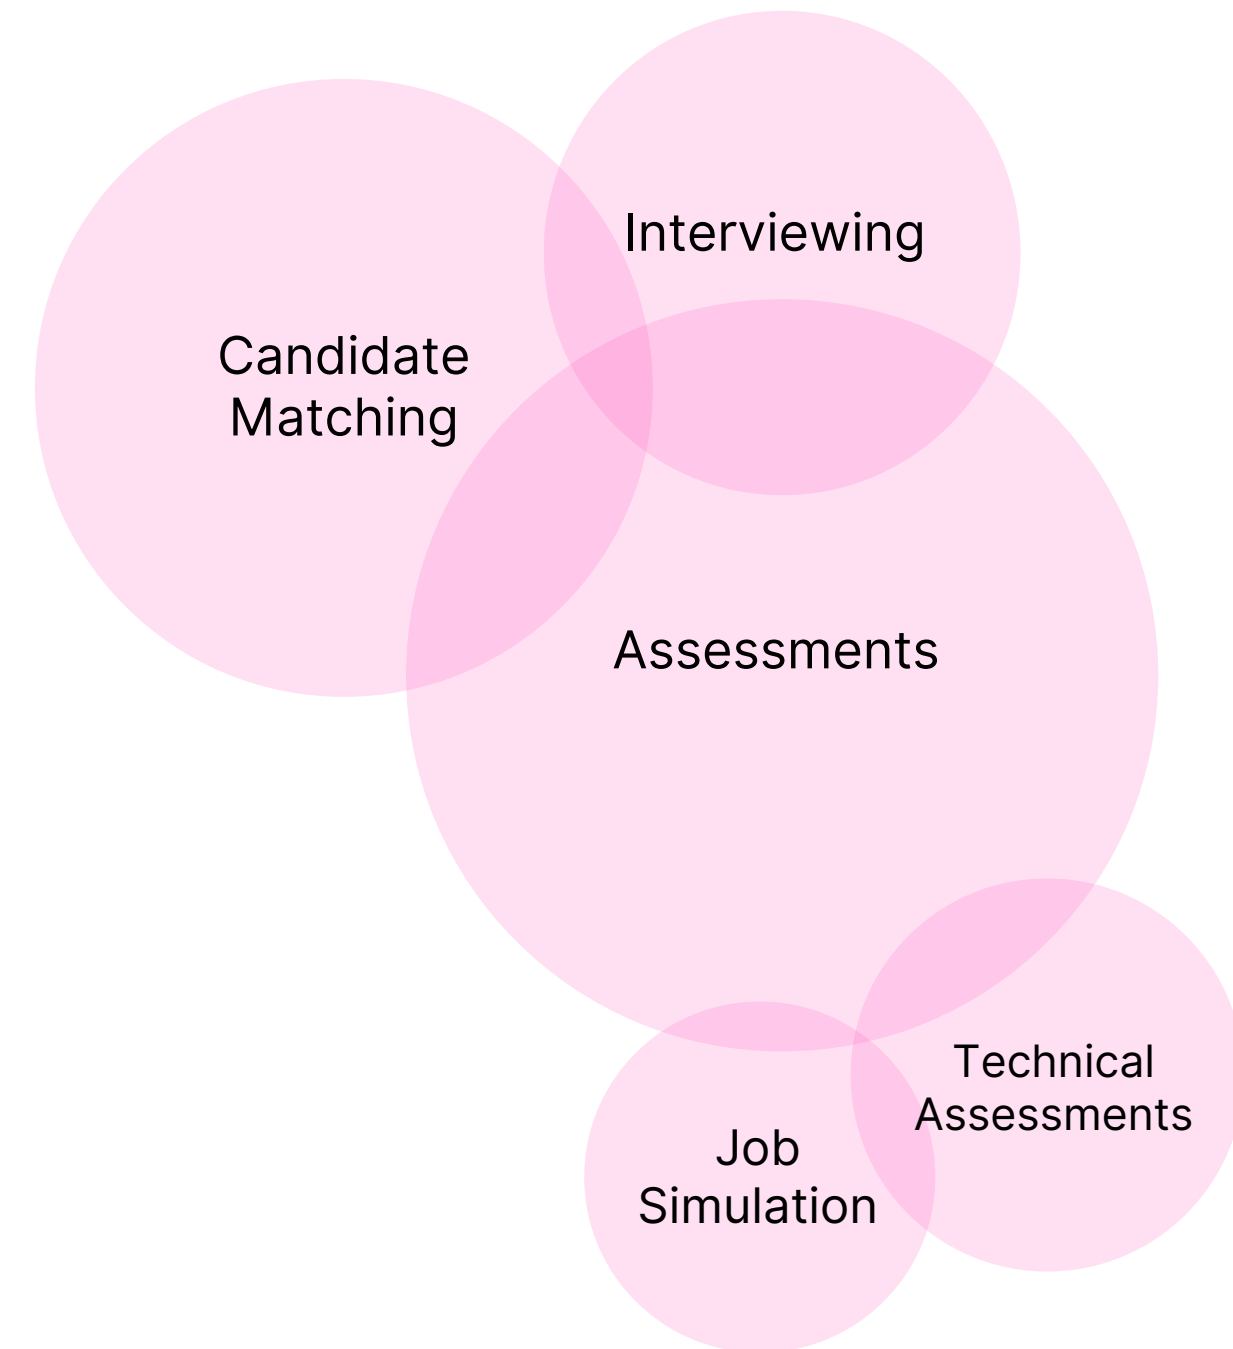 Interviewing
Candidate
Matching
Assessments
Technical
Assessments
Job
Simulation